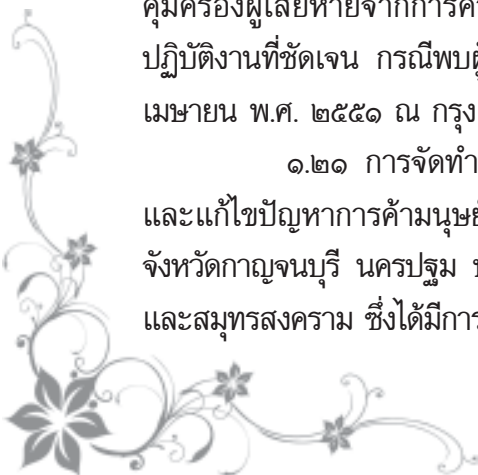 คุ้มครองผู้เสียหายจากการค้า
ปฏิบัติงานที่ชัดเจน กรณีพบผู้
เมษายน พ.ศ. ๒๕๕๑ ณ กรุง
๑.๒๑ การจัดทำ
และแก้ไขปัญหาการค้ามนุษย์
จังหวัดกาญจนบุรี นครปฐม
และสมุทรสงคราม ซึ่งได้มีการ